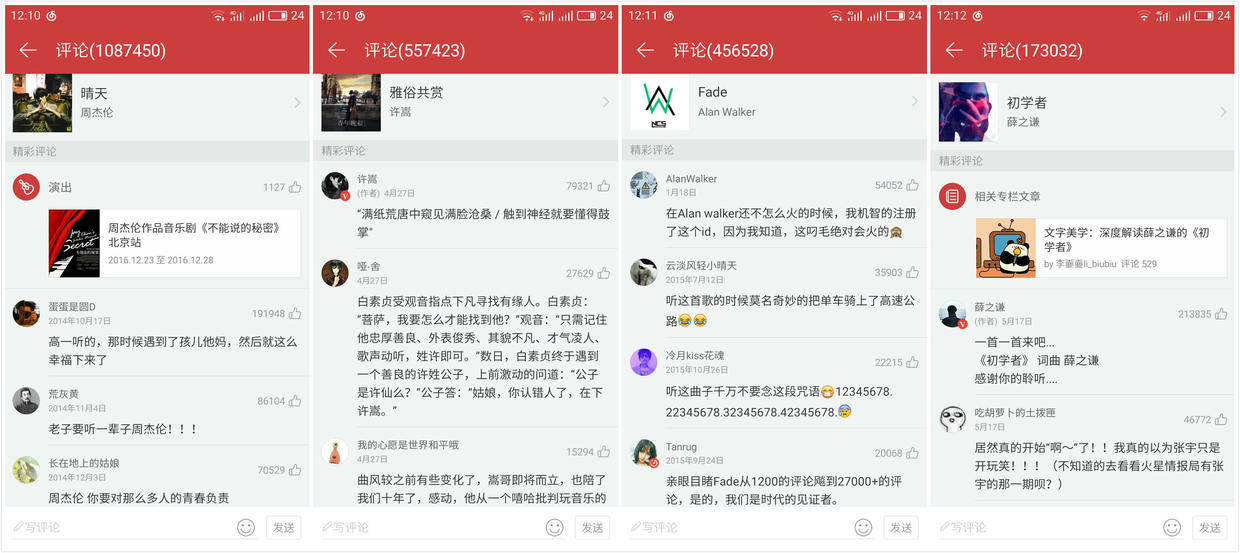 12:10
24
评论(1087450)
晴天
周杰伦
精彩评论
演出
1127
周杰伦作品音乐剧《不能说的秘密》
北京站
2016.12.23 至 2016.12.28
蛋蛋是圆D
2014年10月17日
191948
高一听的，那时候遇到了孩儿他妈，然后就这么
幸福下来了
荒灰黄
2014年11月4日
86104
老子要听一辈子周杰伦！！！
长在地上的姑娘
2014年12月3日
70529
周杰伦 你要对那么多人的青春负责
写评论
发送
12:10
24
评论(557423)
雅俗共赏
许嵩
青年晚报
精彩评论
许嵩
(作者) 4月27日
79321
“满纸荒唐中窥见满脸沧桑 / 触到神经就要懂得鼓
掌”
哑-舍
4月27日
27629
白素贞受观音指点下凡寻找有缘人。白素贞：
“菩萨，我要怎么才能找到他？”观音：“只需记住
他忠厚善良、外表俊秀、其貌不凡、才气凌人、
歌声动听，姓许即可。”数日，白素贞终于遇到
一个善良的许姓公子，上前激动的问道：“公子
是许仙么？”公子答：“姑娘，你认错人了，在下
许嵩。”
我的心愿是世界和平哦
4月27日
15294
曲风较之前有些变化了，嵩哥即将而立，也陪了
我们十年了，感动，他从一个嘻哈批判玩音乐的
写评论
发送
12:11
24
评论(456528)
NCS
Fade
Alan Walker
精彩评论
AlanWalker
1月18日
54052
在Alan walker还不怎么火的时候，我机智的注册
了这个id，因为我知道，这叼毛绝对会火的🙈
云淡风轻小晴天
2015年7月12日
35903
听这首歌的时候莫名奇妙的把单车骑上了高速公
路😂😂
冷月kiss花魂
2015年10月26日
22215
听这曲子千万不要念这段咒语😁12345678.
22345678.32345678.42345678.😰
Tanrug
2015年9月24日
20068
亲眼目睹Fade从1200的评论飚到27000+的评
论，是的，我们是时代的见证者。
写评论
发送
12:12
24
评论(173032)
初学者
薛之谦
精彩评论
相关专栏文章
文字美学：深度解读薛之谦的《初
学者》
by 李嘦嘦li_biubiu 评论 529
薛之谦
(作者) 5月17日
213835
一首一首来吧...
《初学者》 词曲 薛之谦
感谢你的聆听....
吃胡萝卜的土拨匣
5月17日
46772
居然真的开始“啊～”了！！我真的以为张宇只是
开玩笑！！！（不知道的去看看火星情报局有张
宇的那一期呗？）
写评论
发送